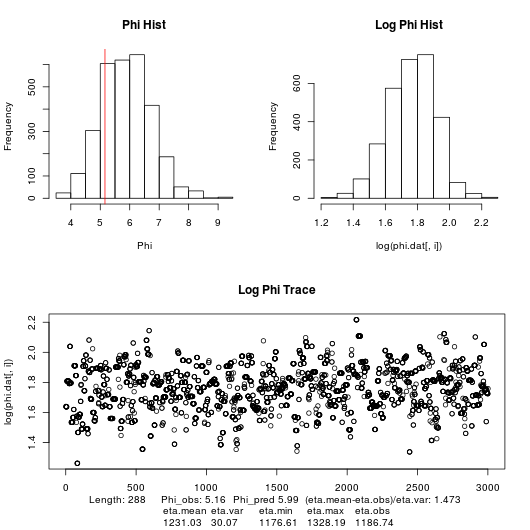 Phi Hist
Log Phi Hist
Frequency
0 100 300 500
4 5 6 7 8 9
Phi
Frequency
0 200 400 600
1.2 1.4 1.6 1.8 2.0 2.2
log(phi.dat[, i])
Log Phi Trace
log(phi.dat[, i])
1.4 1.6 1.8 2.0 2.2
0 500 1000 1500 2000 2500 3000
Length: 288 Phi_obs: 5.16 Phi_pred 5.99 (eta.mean-eta.obs)/eta.var: 1.473
eta.mean eta.var eta.min eta.max eta.obs
1231.03 30.07 1176.61 1328.19 1186.74